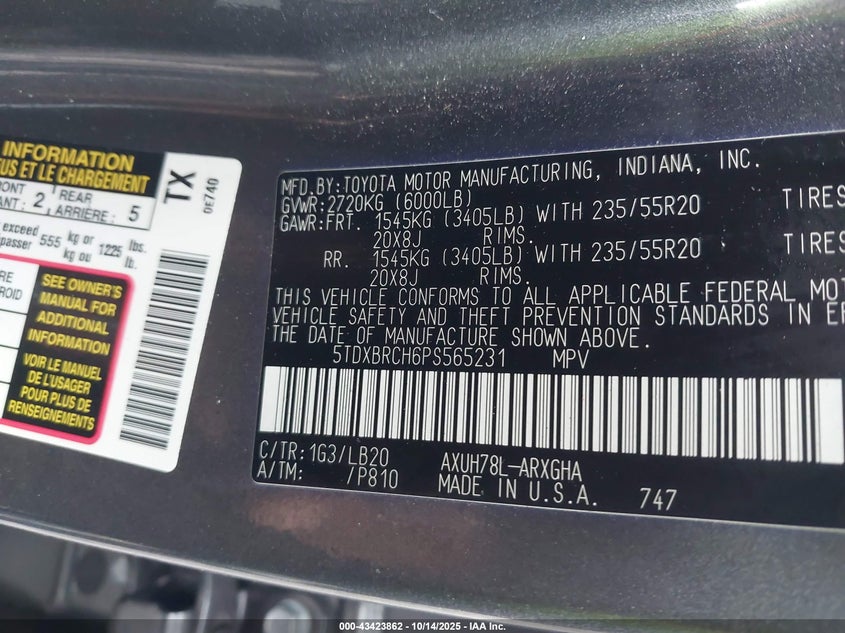 INFORMATION
US ET LE CHARGEMENT
2 REAR
ARRIÈRE: 5
exceed
555 kg or 1225 lbs.
kg ou lb.
SEE OWNER'S
MANUAL FOR
ADDITIONAL
INFORMATION
VOIR LE MANUEL
DE L'USAGER
POUR PLUS DE
RENSEIGNEMENTS
TX
0E740
MFD.BY:TOYOTA MOTOR MANUFACTURING, INDIANA, INC.
GVWR:2720KG (6000LB)
GAWR:FRT. 1545KG (3405LB) WITH 235/55R20 TIRES
20X8J RIMS.
RR. 1545KG (3405LB) WITH 235/55R20 TIRES
20X8J RIMS.
THIS VEHICLE CONFORMS TO ALL APPLICABLE FEDERAL MOT
VEHICLE SAFETY AND THEFT PREVENTION STANDARDS IN EF
THE DATE OF MANUFACTURE SHOWN ABOVE.
5TDXBRCH6PS565231 MPV
C/TR:1G3/LB20 AXUH78L-ARXGHA
A/TM: /P810 MADE IN U.S.A. 747
000-43423862 - 10/14/2025 - IAA Inc.